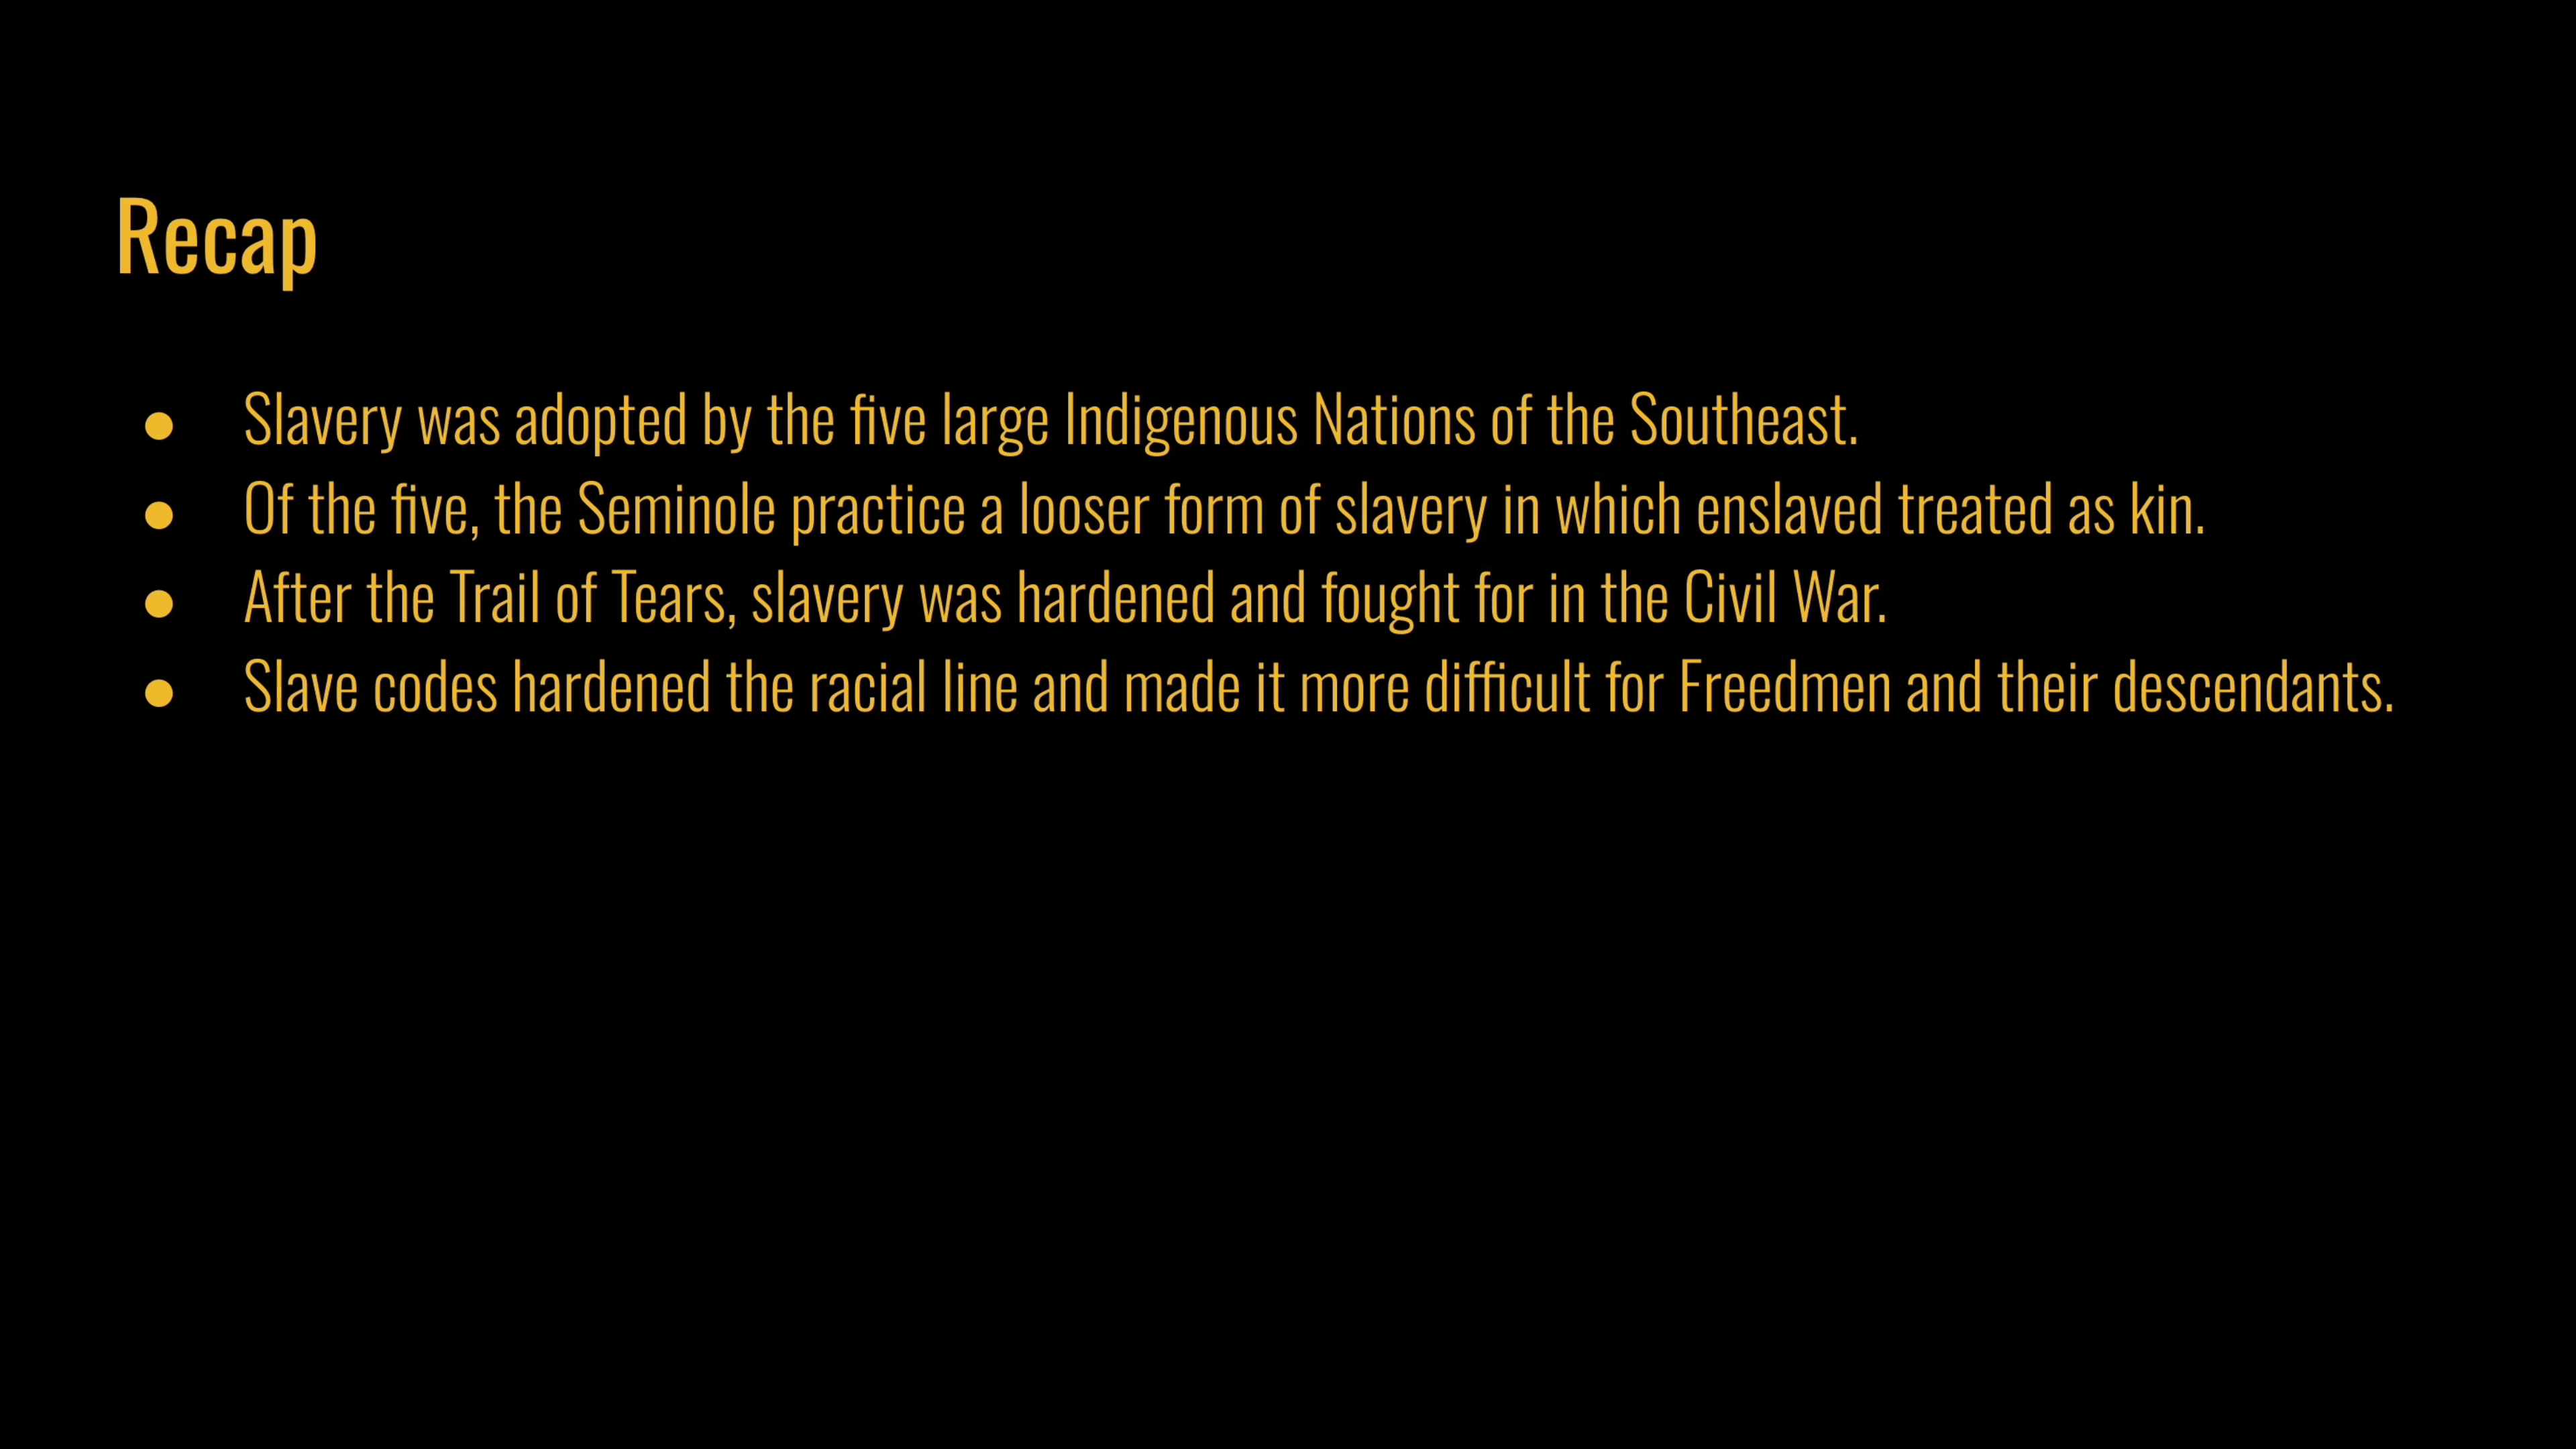 Recap
● Slavery was adopted by the five large Indigenous Nations of the Southeast.
● Of the five, the Seminole practice a looser form of slavery in which enslaved treated as kin.
● After the Trail of Tears, slavery was hardened and fought for in the Civil War.
● Slave codes hardened the racial line and made it more difficult for Freedmen and their descendants.